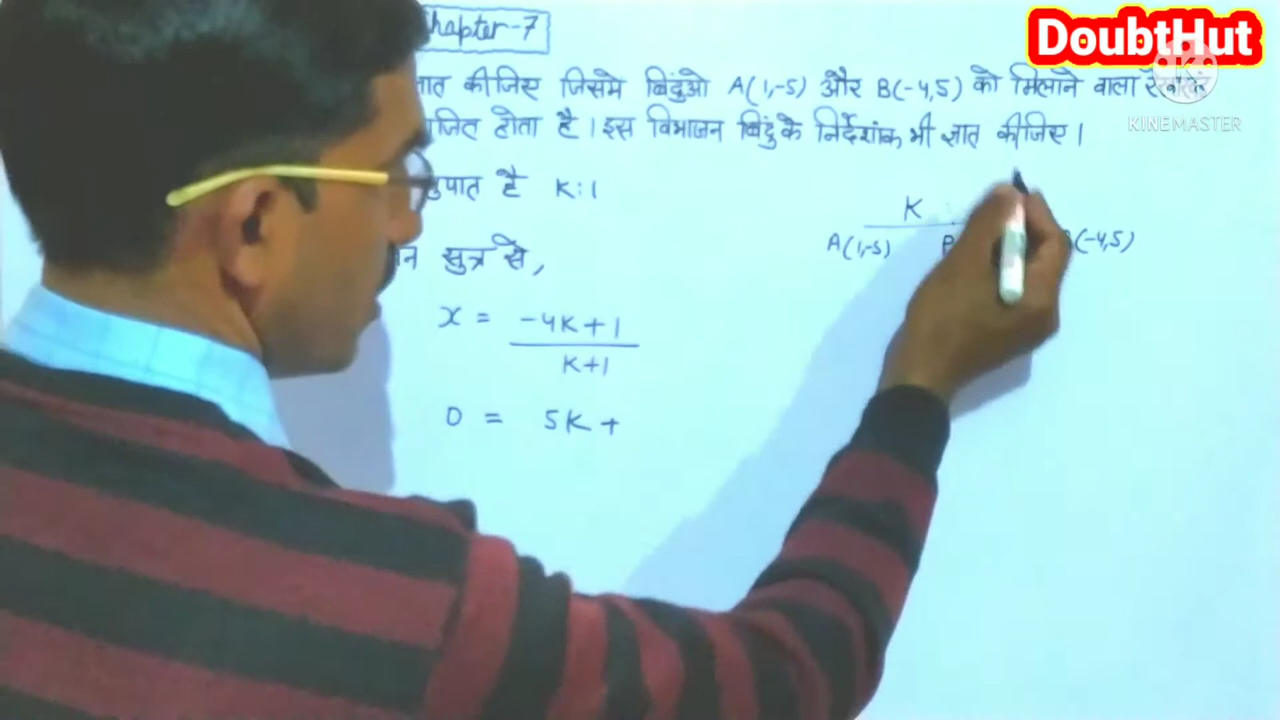 DoubtHut
KINEMASTER
Chapter-7
ज्ञात कीजिए जिसमे बिंदुओ A(1,-5) और B(-4,5) को मिलाने वाला रेखाखंड
होता है । इस विभाजन बिंदु के निर्देशांक भी ज्ञात कीजिए ।
है K:1
सुत्र से,
K
A(1,-5) P B(-4,5)
x = -4K+1
K+1
0 = 5K +